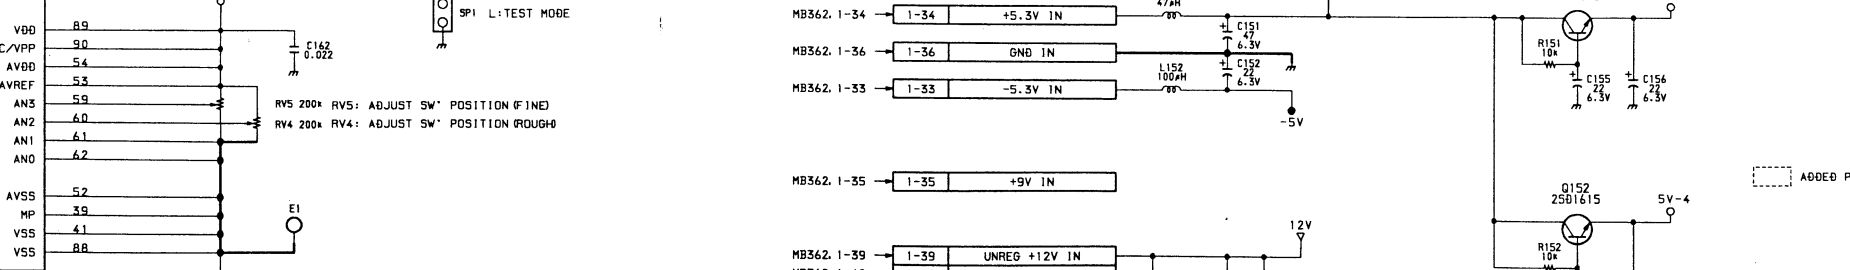 VDD 89
C/VPP 90
AVDD 54
AVREF 53
AN3 59
AN2 60
AN1 61
AN0 62
AVSS 52
MP 39
VSS 41
VSS 88
C162
0.022
SP1 L:TEST MODE
RV5 200k RV5: ADJUST SW' POSITION(FINE)
RV4 200k RV4: ADJUST SW' POSITION(ROUGH)
E1
MB362. 1-34 1-34 +5.3V IN
47μH
C151
47
6.3V
MB362. 1-36 1-36 GND IN
C152
22
6.3V
L152
100μH
MB362. 1-33 1-33 -5.3V IN
-5V
MB362. 1-35 1-35 +9V IN
12V
MB362. 1-39 1-39 UNREG +12V IN
R151
10k
C155
22
6.3V
C156
22
6.3V
Q152
2SD1615
5V-4
R152
10k
ADDED P